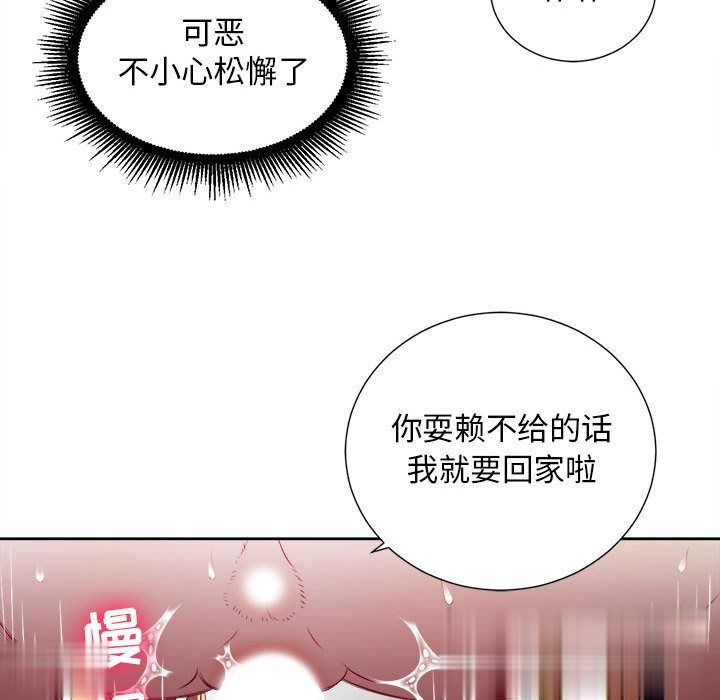 可恶
不小心松懈了
你耍赖不给的话
我就要回家啦
慢